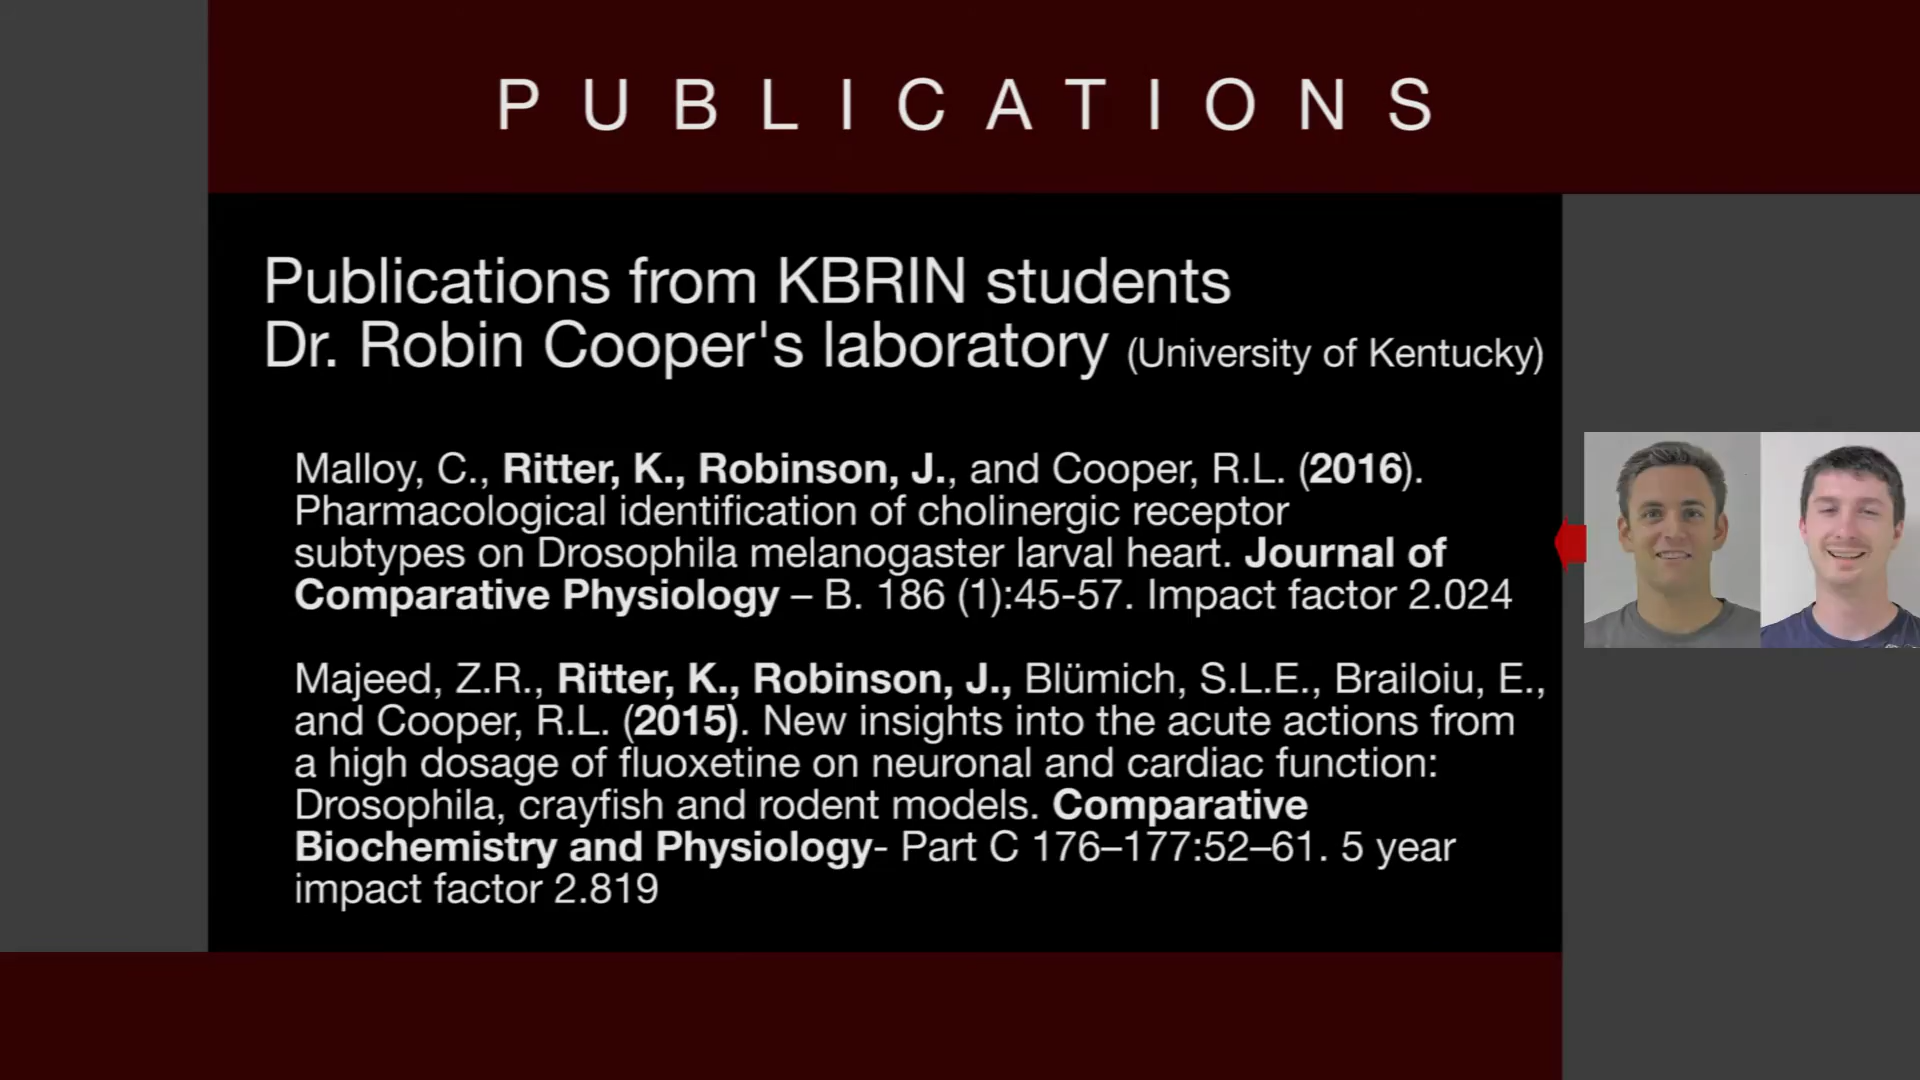 PUBLICATIONS
Publications from KBRIN students
Dr. Robin Cooper's laboratory (University of Kentucky)
Malloy, C., Ritter, K., Robinson, J., and Cooper, R.L. (2016).
Pharmacological identification of cholinergic receptor
subtypes on Drosophila melanogaster larval heart. Journal of
Comparative Physiology – B. 186 (1):45-57. Impact factor 2.024
Majeed, Z.R., Ritter, K., Robinson, J., Blümich, S.L.E., Brailoiu, E.,
and Cooper, R.L. (2015). New insights into the acute actions from
a high dosage of fluoxetine on neuronal and cardiac function:
Drosophila, crayfish and rodent models. Comparative
Biochemistry and Physiology- Part C 176–177:52–61. 5 year
impact factor 2.819